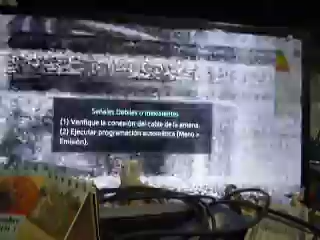 Señales Débiles o inexistentes
(1) Verifique la conexión del cable de la antena.
(2) Ejecutar programación automática (Menú >
Emisión).